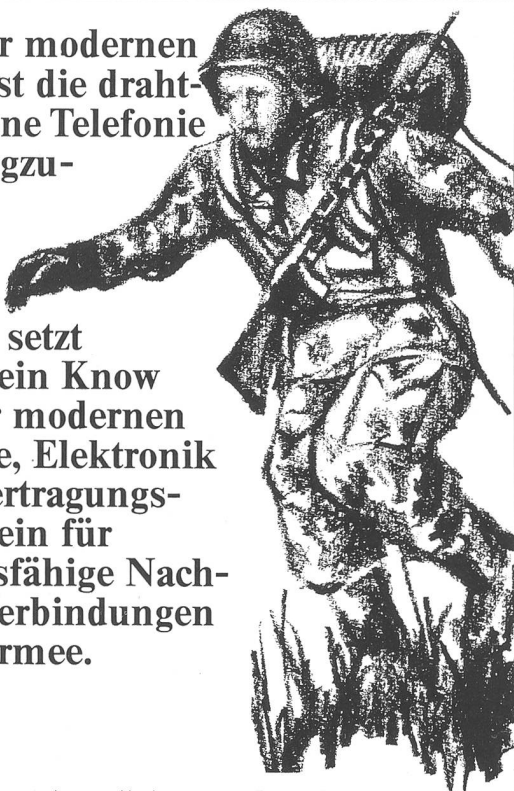 r modernen
st die draht-
ne Telefonie
gzu-
setzt
ein Know
r modernen
e, Elektronik
ertragungs-
ein für
sfähige Nach-
erbindungen
rmee.